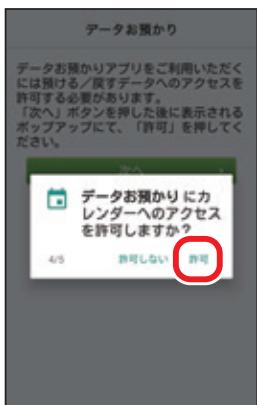 データお預かり
データお預かりアプリをご利用いただく
には預ける/戻すデータへのアクセスを
許可する必要があります。
「次へ」ボタンを押した後に表示される
ポップアップにて、「許可」を押してく
ださい。
次へ
データお預かり にカ
レンダーへのアクセス
を許可しますか?
4/5 許可しない 許可